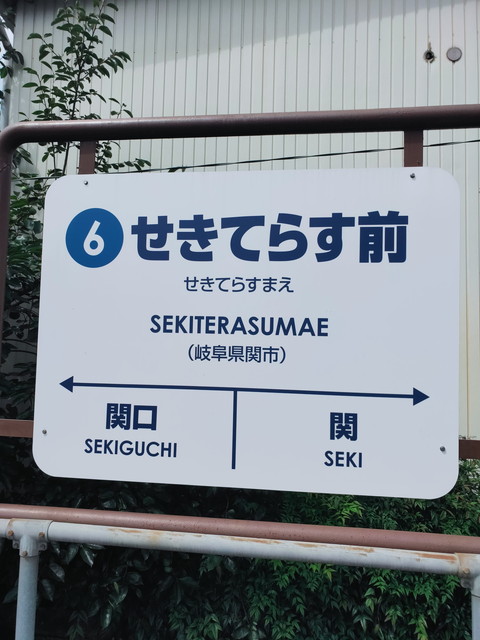 6 せきてらす前
せきてらすまえ
SEKITERASUMAE
（岐阜県関市）
関口 関
SEKIGUCHI SEKI